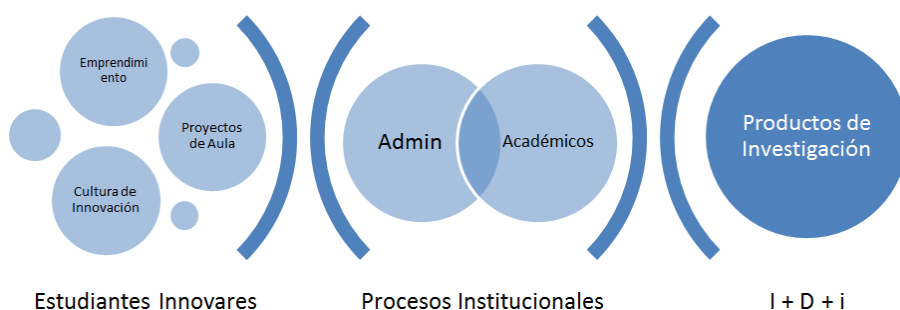 Emprendimi
ento
Proyectos
de Aula
Cultura de
Innovación
Admin
Académicos
Productos de
Investigación
Estudiantes Innovares
Procesos Institucionales
I + D + i